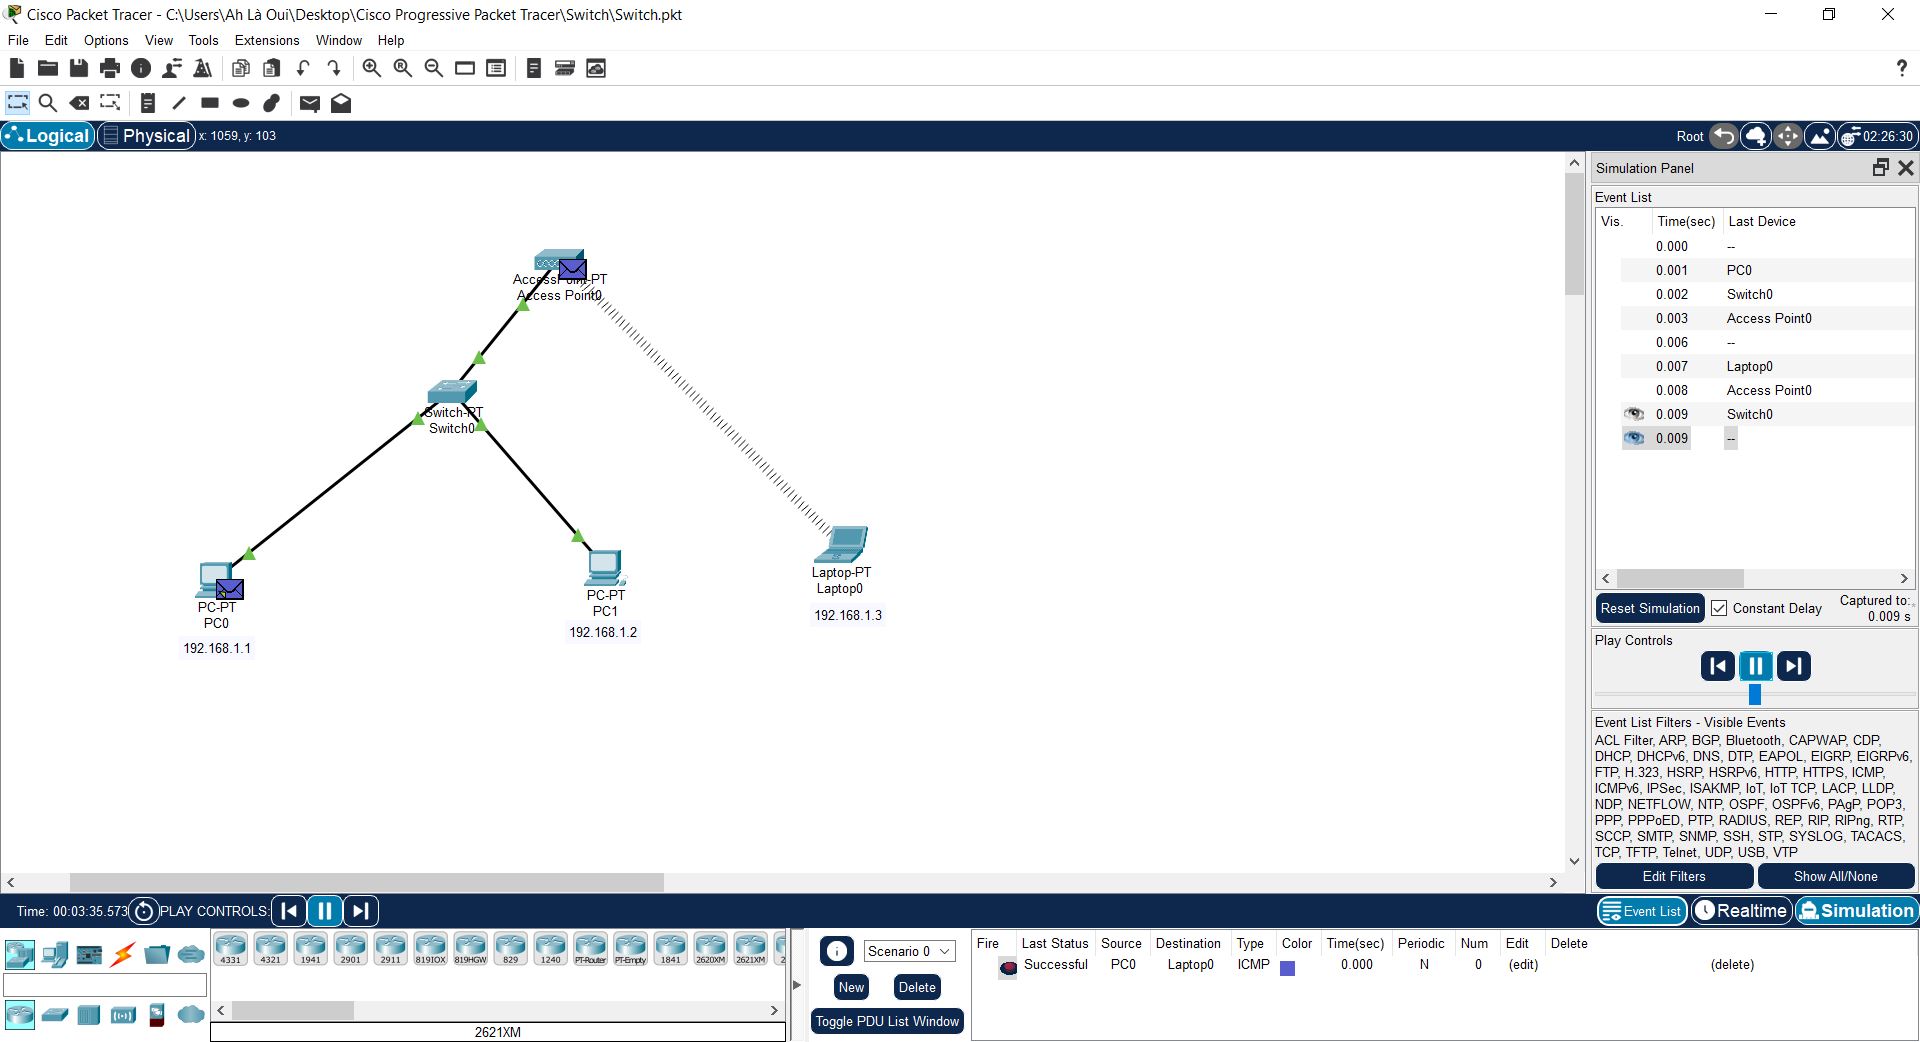 Cisco Packet Tracer - C:\Users\Ah Là Oui\Desktop\Cisco Progressive Packet Tracer\Switch\Switch.pkt
File Edit Options View Tools Extensions Window Help
?
Logical Physical x: 1059, y: 103
Root 02:26:30
AccessPoint-PT
Access Point0
Switch-PT
Switch0
PC-PT
PC0
192.168.1.1
PC-PT
PC1
192.168.1.2
Laptop-PT
Laptop0
192.168.1.3
Simulation Panel
Event List
Vis. Time(sec) Last Device
0.000 --
0.001 PC0
0.002 Switch0
0.003 Access Point0
0.006 --
0.007 Laptop0
0.008 Access Point0
0.009 Switch0
0.009 --
Reset Simulation Constant Delay Captured to:
0.009 s
Play Controls
Event List Filters - Visible Events
ACL Filter, ARP, BGP, Bluetooth, CAPWAP, CDP,
DHCP, DHCPv6, DNS, DTP, EAPOL, EIGRP, EIGRPv6,
FTP, H.323, HSRP, HSRPv6, HTTP, HTTPS, ICMP,
ICMPv6, IPSec, ISAKMP, IoT, IoT TCP, LACP, LLDP,
NDP, NETFLOW, NTP, OSPF, OSPFv6, PAgP, POP3,
PPP, PPPoED, PTP, RADIUS, REP, RIP, RIPng, RTP,
SCCP, SMTP, SNMP, SSH, STP, SYSLOG, TACACS,
TCP, TFTP, Telnet, UDP, USB, VTP
Edit Filters Show All/None
Time: 00:03:35.573 PLAY CONTROLS:
Event List Realtime Simulation
4331 4321 1941 2901 2911 819IOX 819HGW 829 1240 PT-Router PT-Empty 1841 2620XM 2621XM 2
2621XM
Scenario 0
New Delete
Toggle PDU List Window
Fire Last Status Source Destination Type Color Time(sec) Periodic Num Edit Delete
Successful PC0 Laptop0 ICMP 0.000 N 0 (edit) (delete)